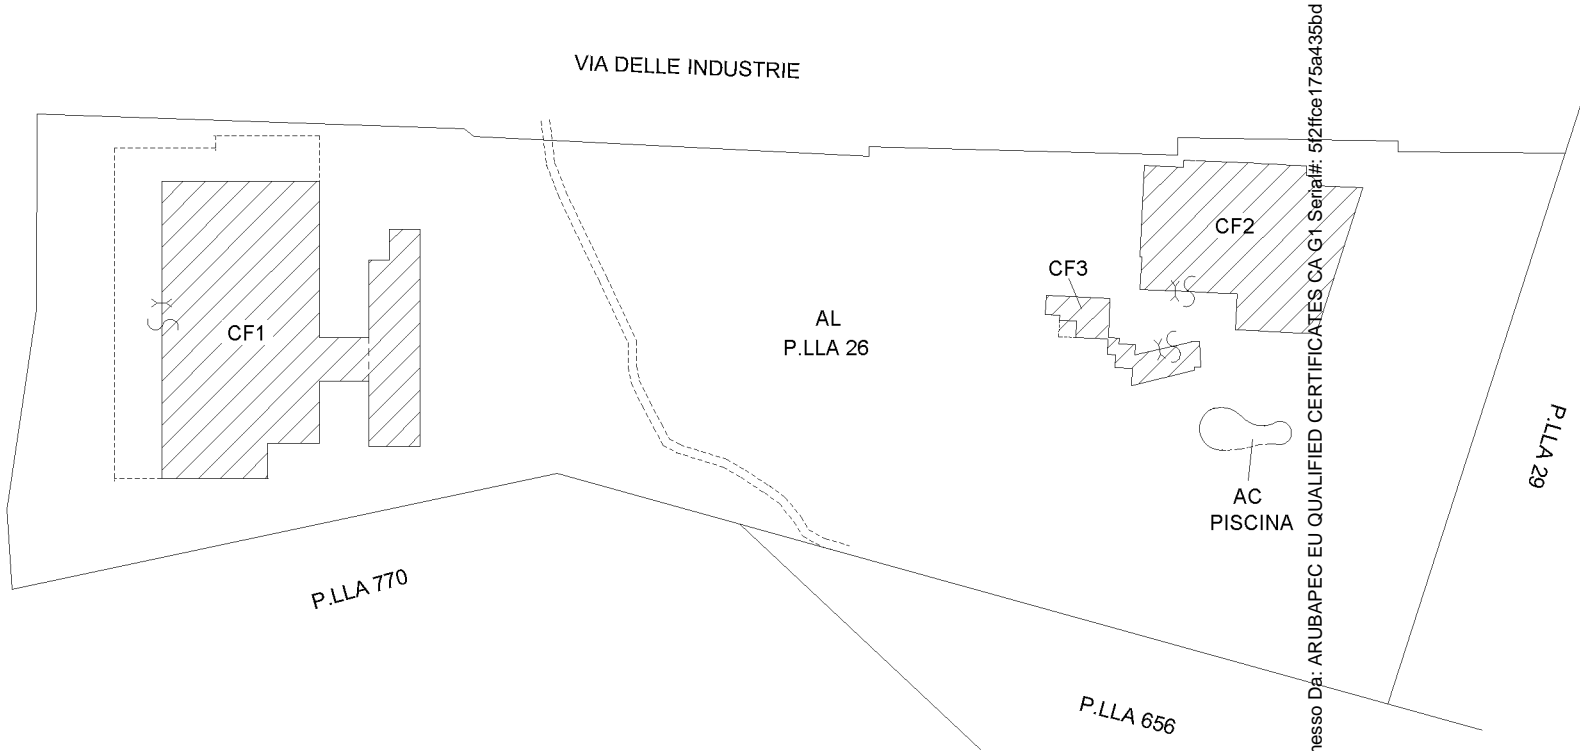 VIA DELLE INDUSTRIE
CF2
CF3
CF1
AL
P.LLA 26
P.LLA 29
AC
PISCINA
P.LLA 770
P.LLA 656
Da: ARUBAPEC EU QUALIFIED CERTIFICATES CA G1 Serial#: 5f2ffce175a435bd